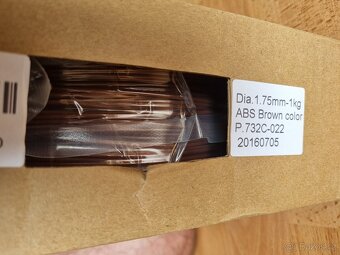 Dia.1.75mm-1kg
ABS Brown color
P.732C-022
20160705